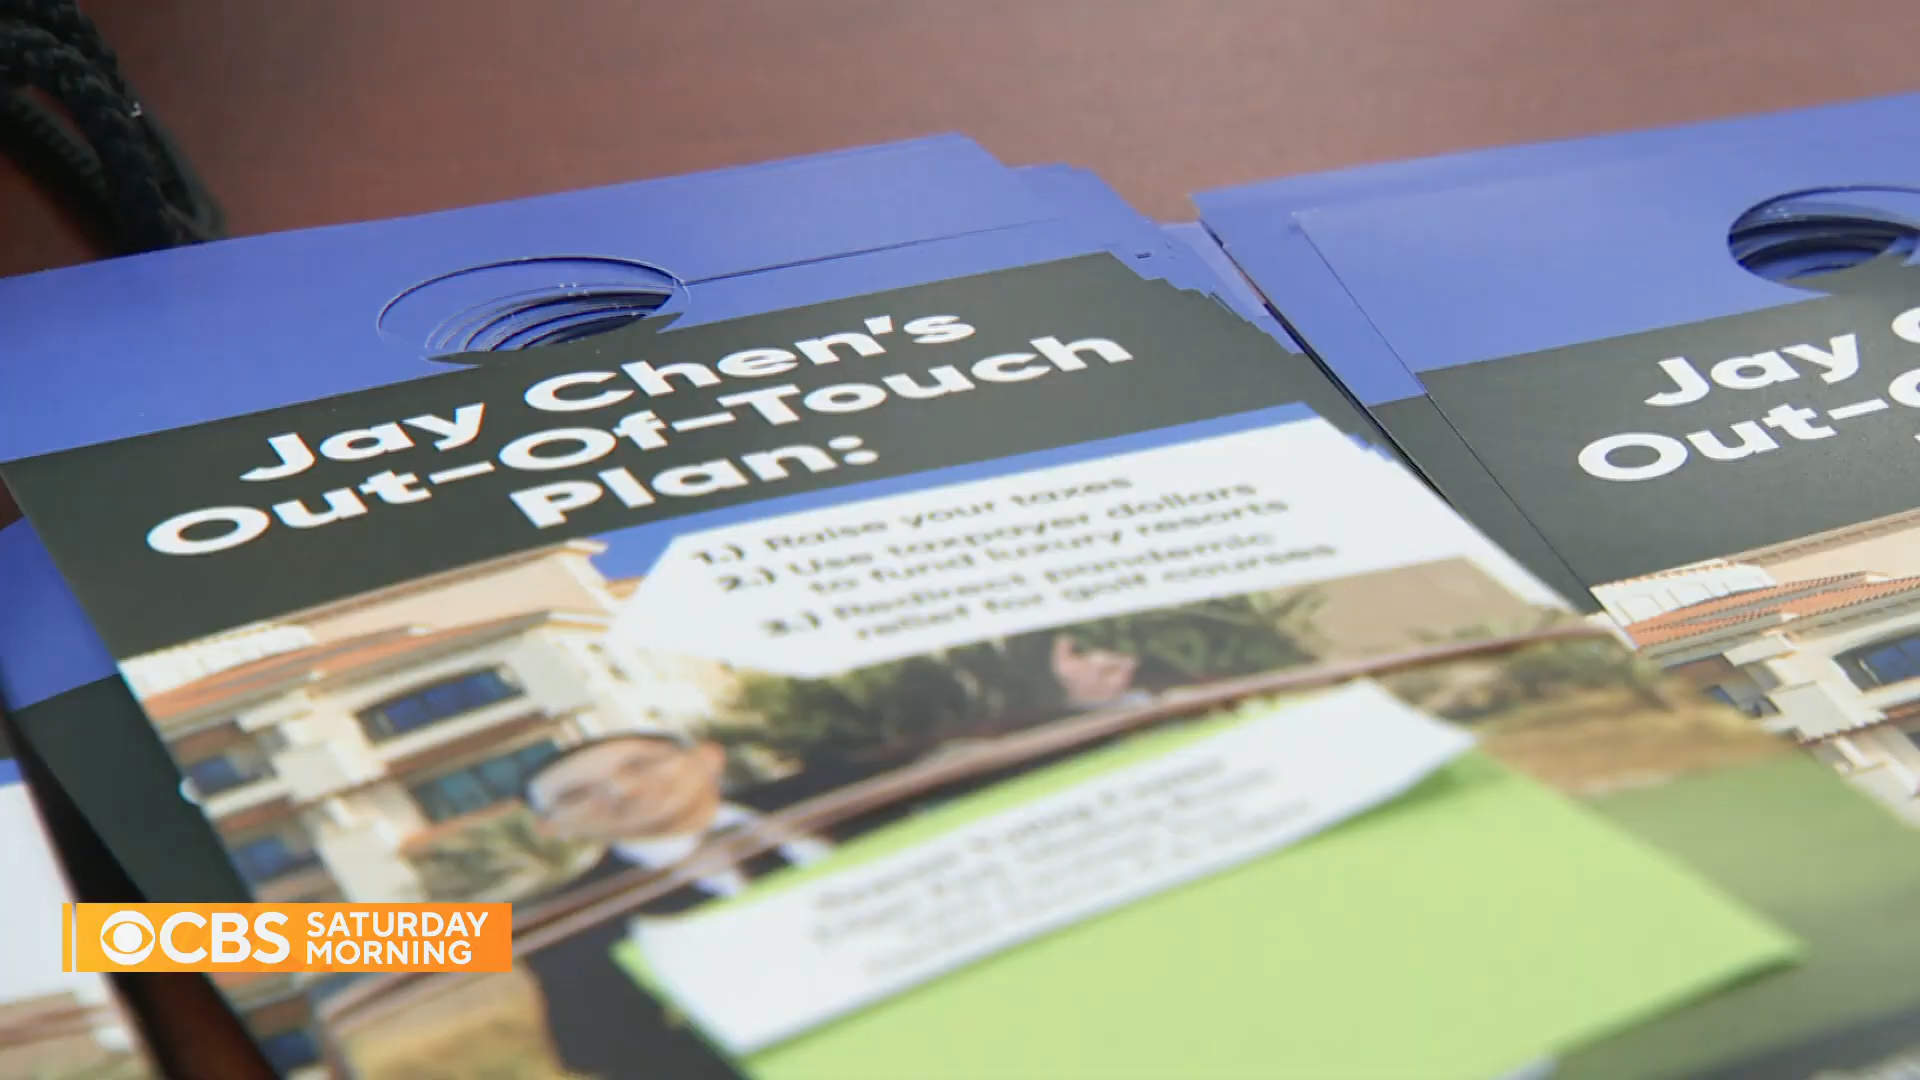 Jay Chen's
Out-Of-Touch
Plan:
1.) Raise your taxes
2.) Use taxpayer dollars
to fund luxury resorts
3.) Redirect pandemic
relief for golf courses
Jay
Out-
CBS SATURDAY
MORNING